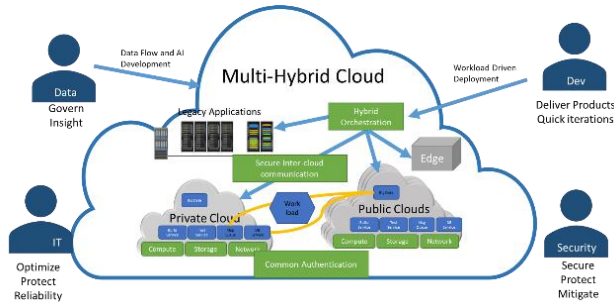 Data Flow and AI
Development
Workload Driven
Deployment
Multi-Hybrid Cloud
Data
Govern
Insight
Dev
Deliver Products
Quick iterations
Legacy Applications
Hybrid
Orchestration
Edge
Secure Inter-cloud
communication
Work
load
Private Cloud
Public Clouds
Compute
Storage
Network
Compute
Storage
Network
Common Authentication
IT
Optimize
Protect
Reliability
Security
Secure
Protect
Mitigate